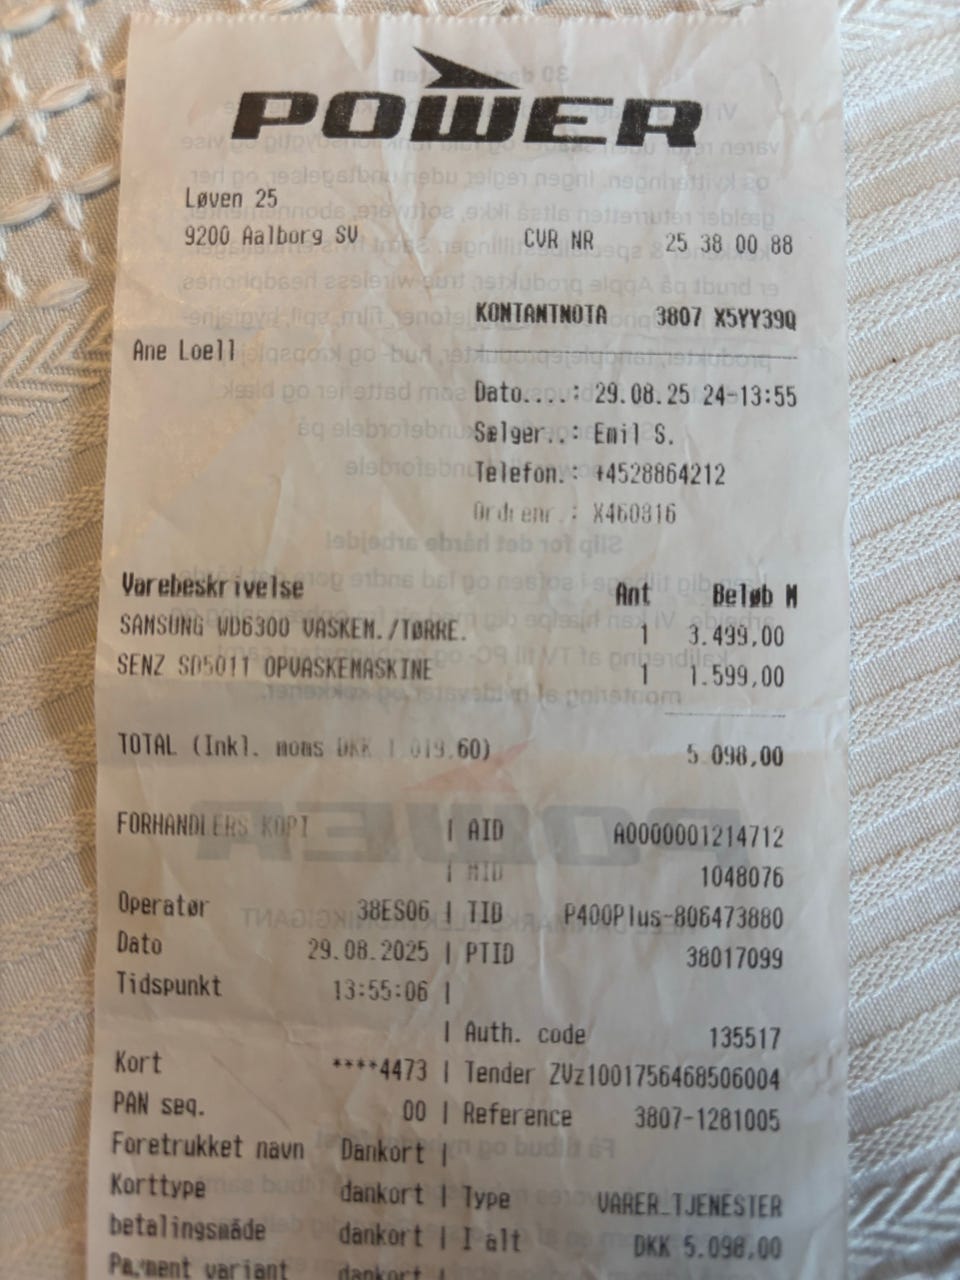 POWER
Løven 25
9200 Aalborg SV CVR NR 25 38 00 88
KONTANTNOTA 3807 X5YY39Q
Ane Loell
Dato....: 29.08.25 24-13:55
Sælger..: Emil S.
Telefon.: +4528864212
Ordrenr.: X460816
Varebeskrivelse Ant Beløb M
SAMSUNG WD6300 VASKEM./TØRRE. 1 3.499,00
SENZ SD5011 OPVASKEMASKINE 1 1.599,00
TOTAL (Inkl. moms DKK 1.019.60) 5.098,00
FORHANDLERS KOPI | AID A0000001214712
| MID 1048076
Operatør 38ES06 | TID P400Plus-806473880
Dato 29.08.2025 | PTID 38017099
Tidspunkt 13:55:06 |
| Auth. code 135517
Kort ****4473 | Tender ZVz1001756468506004
PAN seq. 00 | Reference 3807-1281005
Foretrukket navn Dankort |
Korttype dankort | Type VARER_TJENESTER
betalingsmåde dankort | I alt DKK 5.098,00
Payment variant dankort |